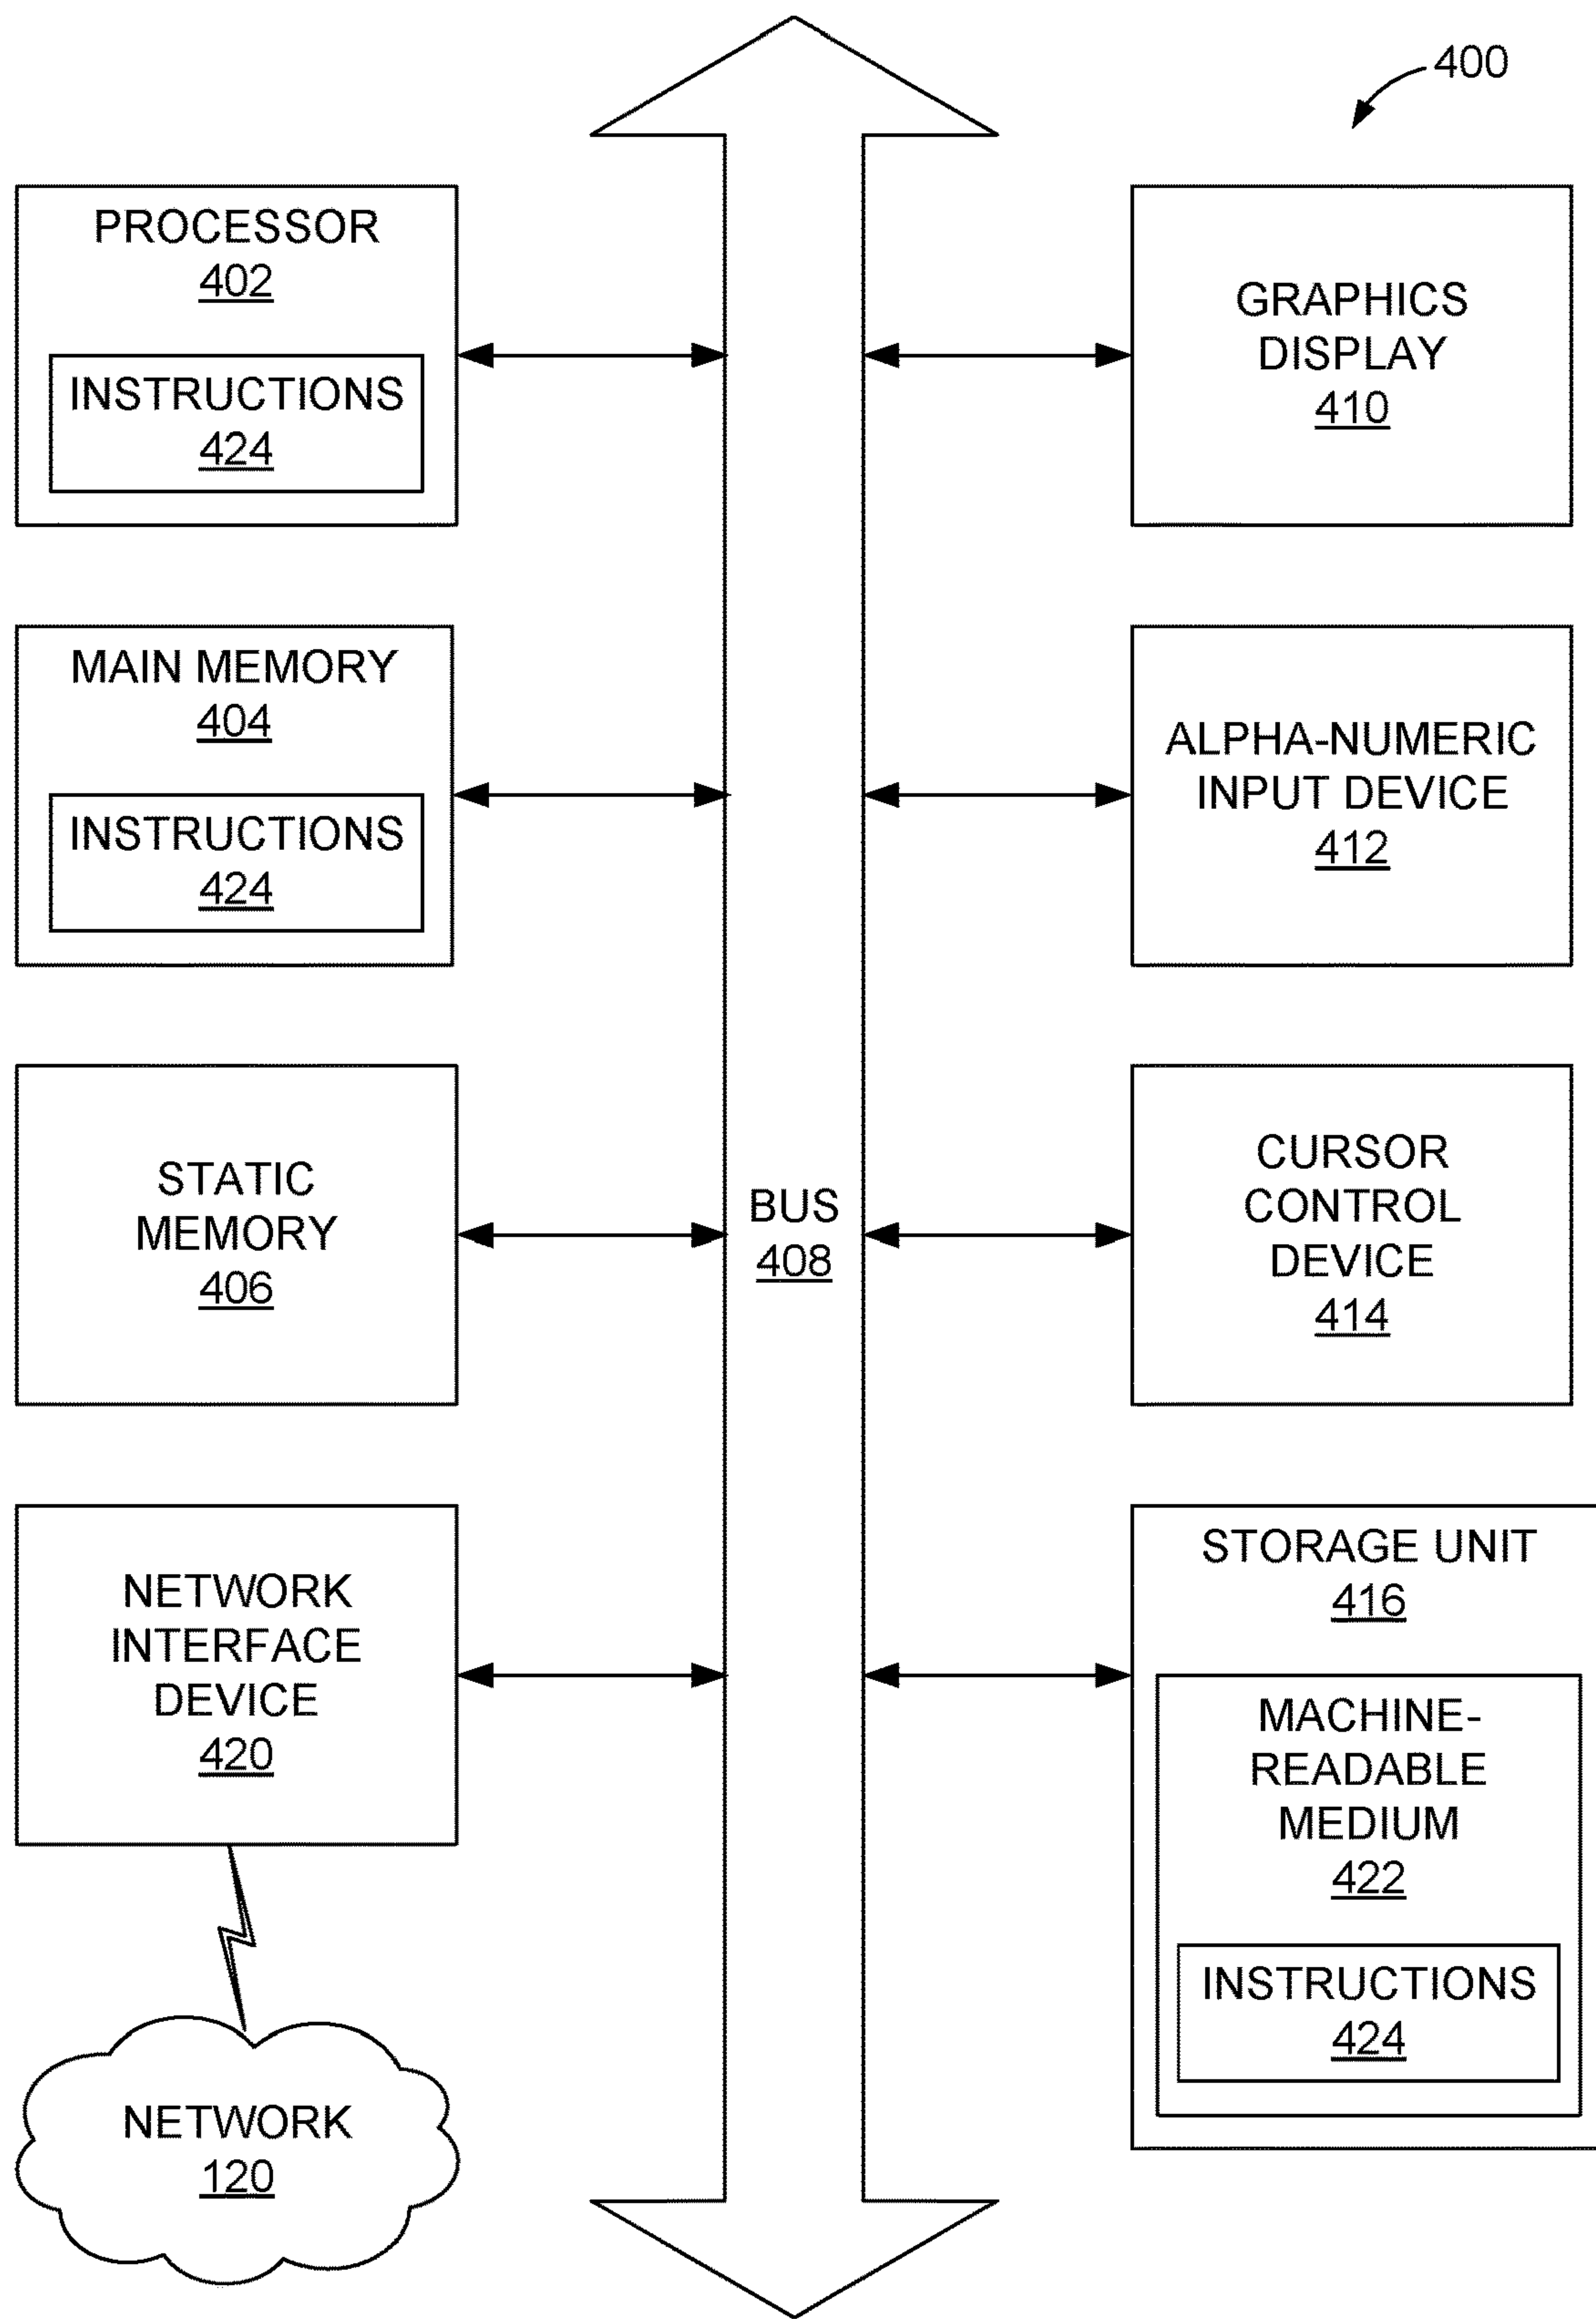 400
PROCESSOR
402
INSTRUCTIONS
424
GRAPHICS
DISPLAY
410
MAIN MEMORY
404
INSTRUCTIONS
424
ALPHA-NUMERIC
INPUT DEVICE
412
STATIC
MEMORY
406
BUS
408
CURSOR
CONTROL
DEVICE
414
NETWORK
INTERFACE
DEVICE
420
STORAGE UNIT
416
MACHINE-
READABLE
MEDIUM
422
INSTRUCTIONS
424
NETWORK
120